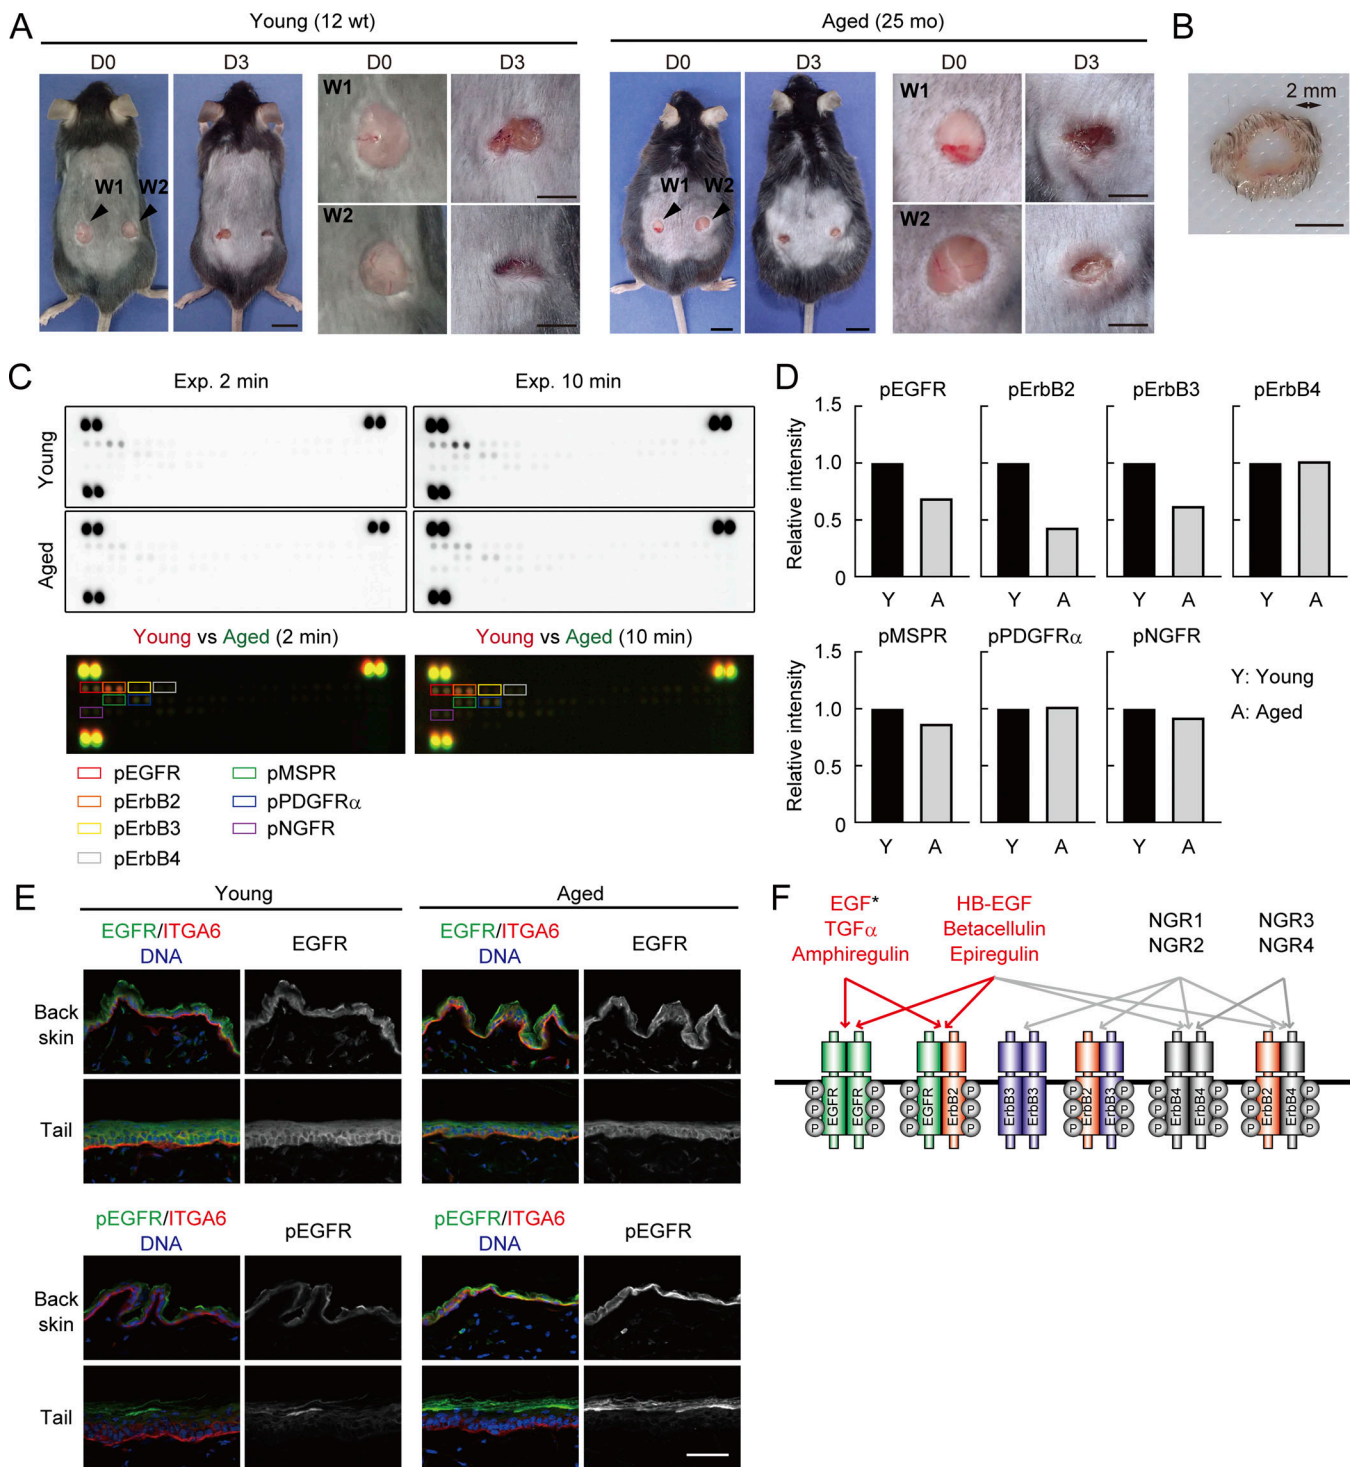 A
Young (12 wt)
Aged (25 mo)
B
D0 D3 D0 D3
D0 D3 D0 D3
W1 W2
W1
W2
W1 W2
W1
W2
2 mm
C
Exp. 2 min
Exp. 10 min
Young
Aged
Young vs Aged (2 min)
Young vs Aged (10 min)
pEGFR
pErbB2
pErbB3
pErbB4
pMSPR
pPDGFRα
pNGFR
D
pEGFR pErbB2 pErbB3 pErbB4
Relative intensity
1.5
1.0
0.5
0
Y A Y A Y A Y A
pMSPR pPDGFRα pNGFR
Relative intensity
1.5
1.0
0.5
0
Y A Y A Y A
Y: Young
A: Aged
E
Young
Aged
EGFR/ITGA6
DNA
EGFR
EGFR/ITGA6
DNA
EGFR
Back
skin
Tail
pEGFR/ITGA6
DNA
pEGFR
pEGFR/ITGA6
DNA
pEGFR
Back
skin
Tail
F
EGF*
TGFα
Amphiregulin
HB-EGF
Betacellulin
Epiregulin
NGR1
NGR2
NGR3
NGR4
P P P EGFR EGFR P P P
P P P EGFR ErbB2 P P P
ErbB3 ErbB3
P P P ErbB2 ErbB3 P P P
P P P ErbB4 ErbB4 P P P
P P P ErbB2 ErbB4 P P P